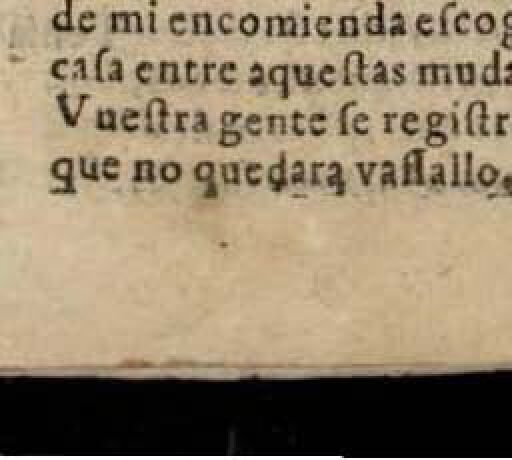 de mi encomienda eſcog
caſa entre aqueſtas muda
Vueſtra gente ſe regiſtr
que no quedara vaſſallo,